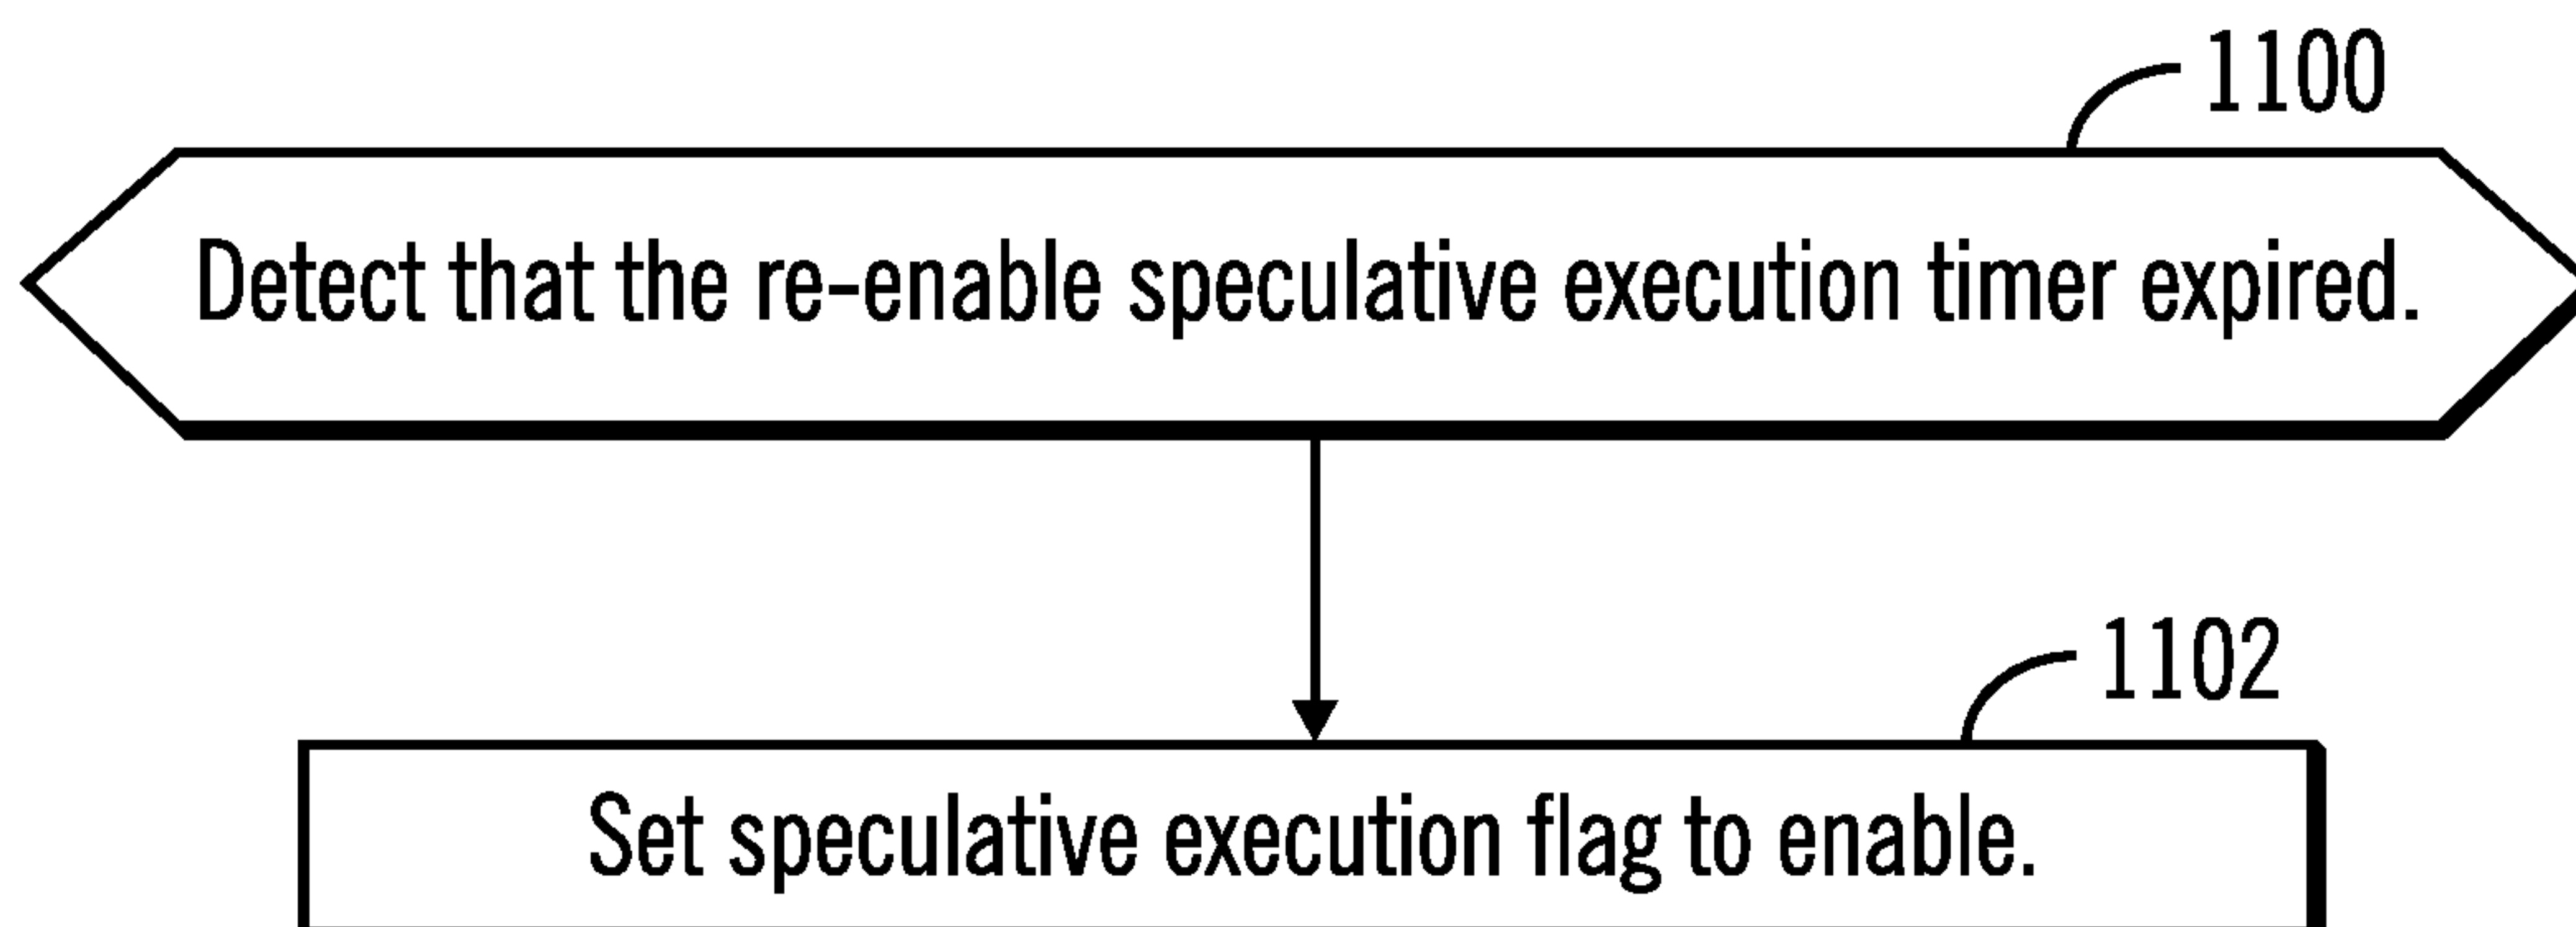 1100
Detect that the re-enable speculative execution timer expired.
1102
Set speculative execution flag to enable.